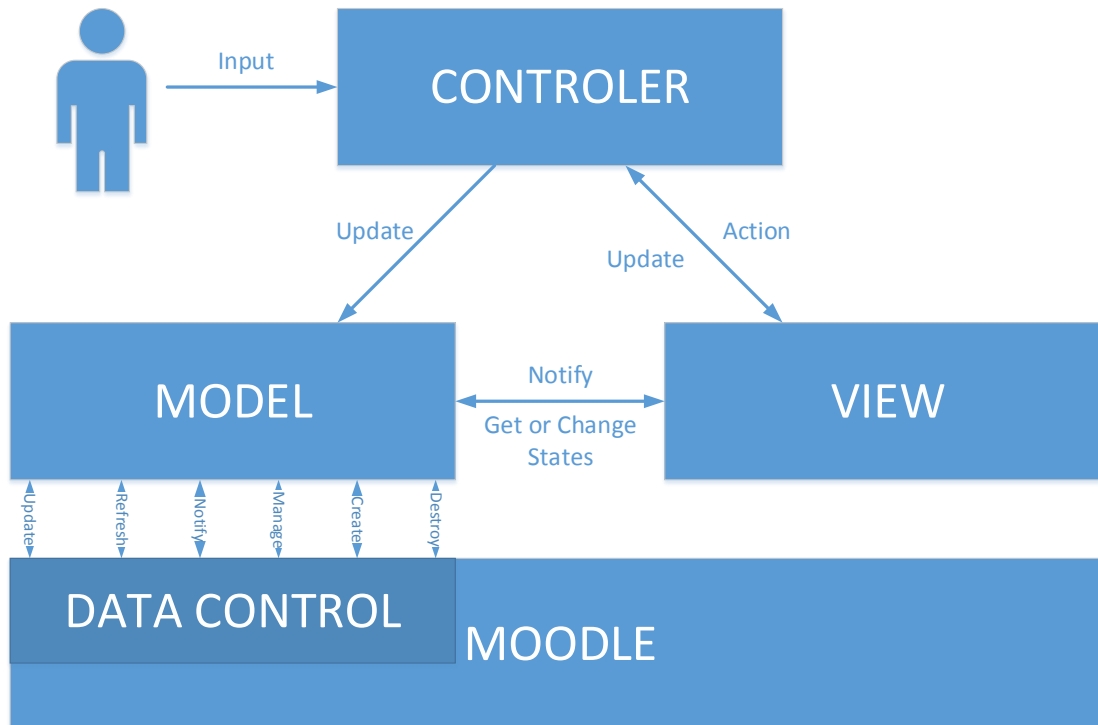 Input
CONTROLER
Update
Action
Update
MODEL
Notify
Get or Change
States
VIEW
Update
Refresh
Notify
Manage
Create
Destroy
DATA CONTROL
MOODLE